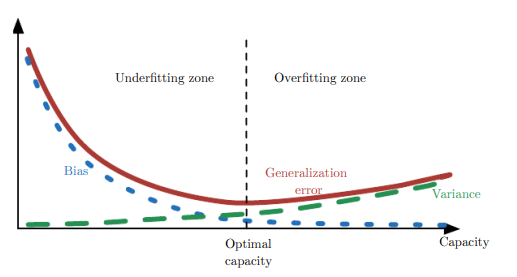 Underfitting zone
Overfitting zone
Bias
Generalization
error
Variance
Optimal
capacity
Capacity